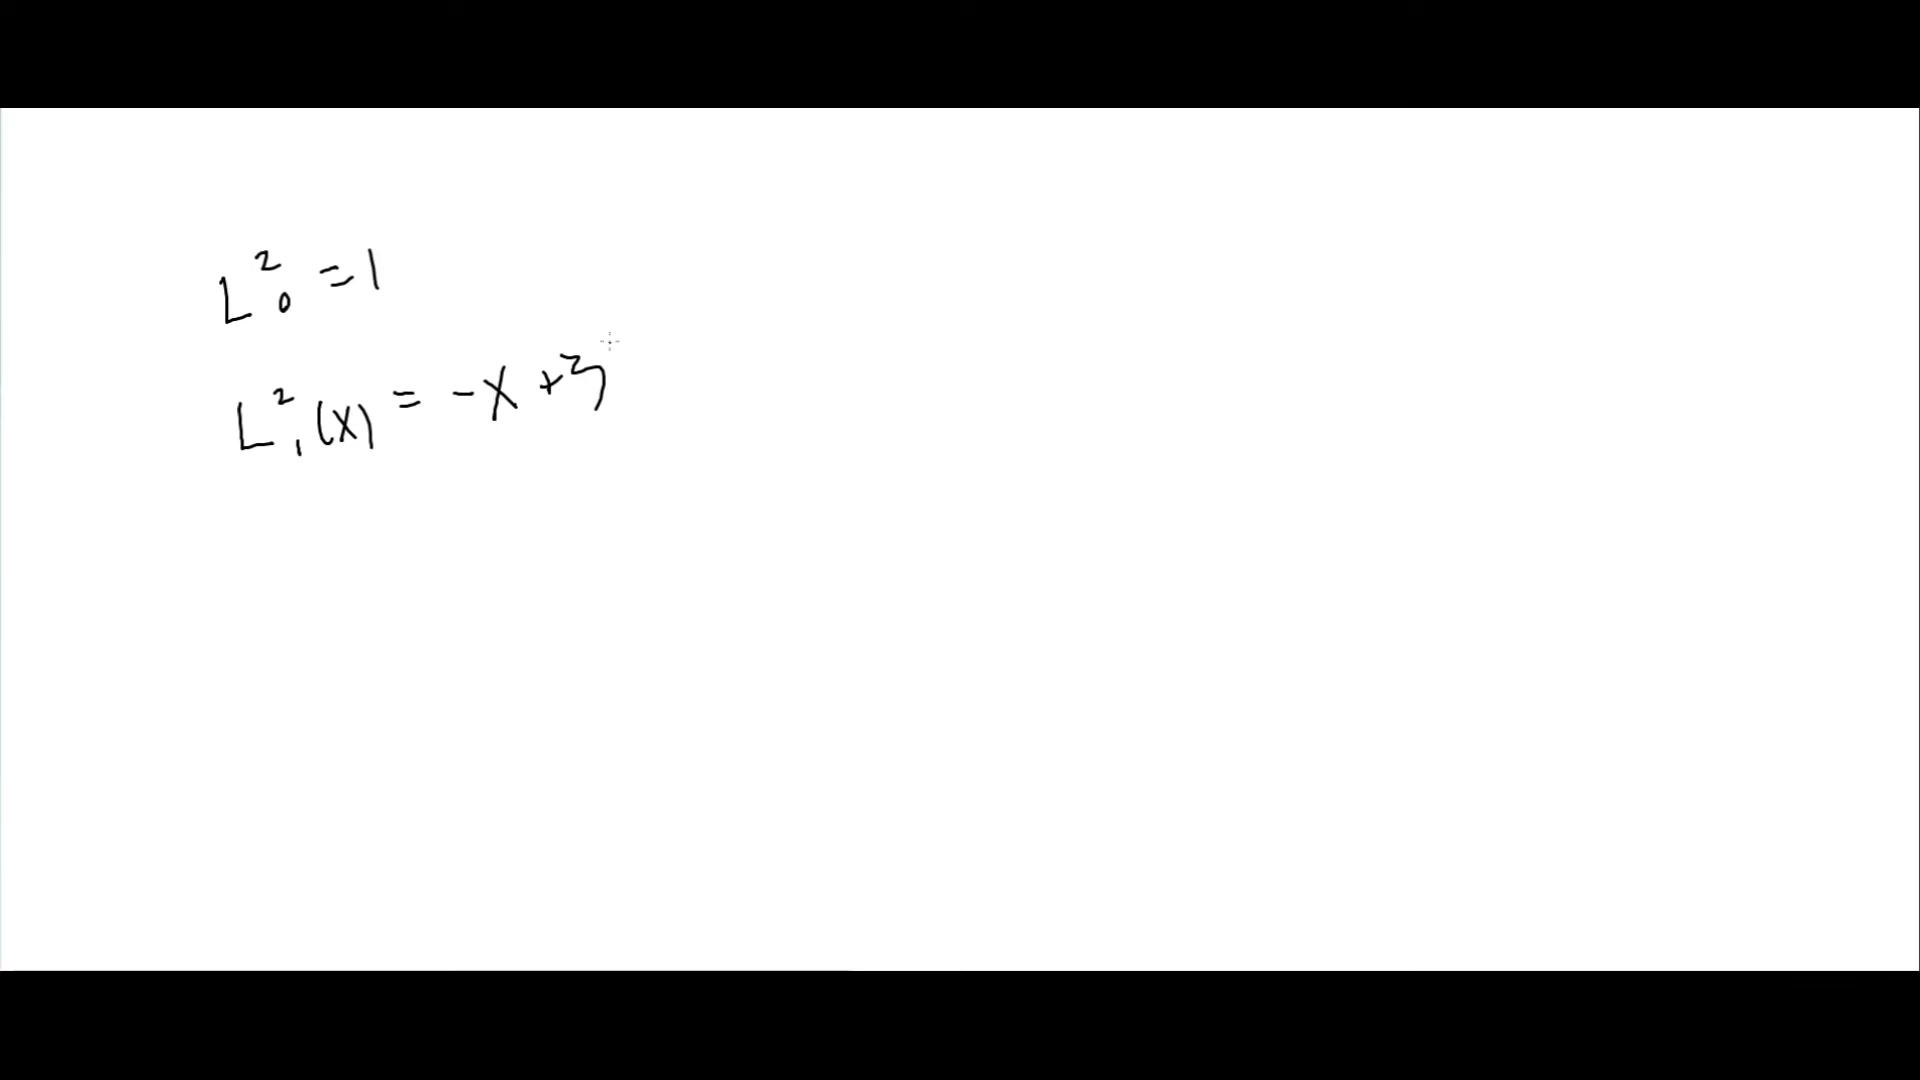 L²₀ = 1
L²₁(x) = -x + 3